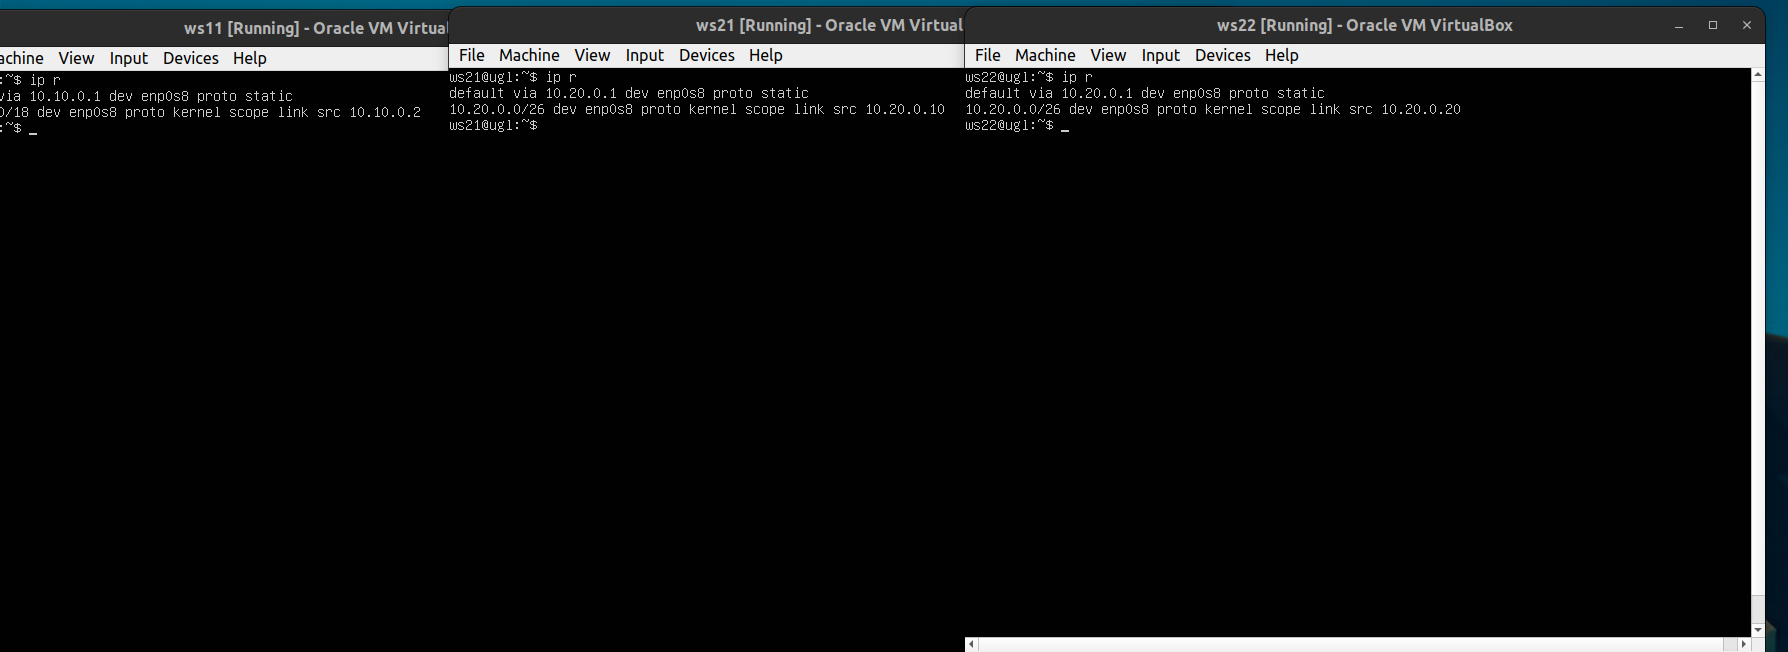 ws11 [Running] - Oracle VM Virtual
achine View Input Devices Help
:~$ ip r
via 10.10.0.1 dev enp0s8 proto static
0/18 dev enp0s8 proto kernel scope link src 10.10.0.2
:~$ _
ws21 [Running] - Oracle VM Virtual
File Machine View Input Devices Help
ws21@ugl:~$ ip r
default via 10.20.0.1 dev enp0s8 proto static
10.20.0.0/26 dev enp0s8 proto kernel scope link src 10.20.0.10
ws21@ugl:~$
ws22 [Running] - Oracle VM VirtualBox
File Machine View Input Devices Help
ws22@ugl:~$ ip r
default via 10.20.0.1 dev enp0s8 proto static
10.20.0.0/26 dev enp0s8 proto kernel scope link src 10.20.0.20
ws22@ugl:~$ _